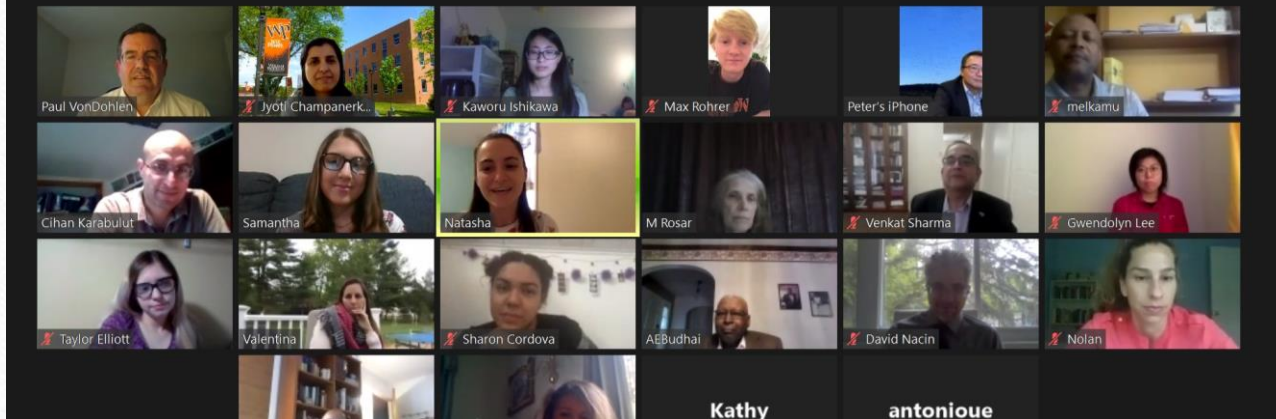 Paul VonDohlen
Jyoti Champanerk...
Kaworu Ishikawa
Max Rohrer
Peter's iPhone
melkamu
Cihan Karabulut
Samantha
Natasha
M Rosar
Venkat Sharma
Gwendolyn Lee
Taylor Elliott
Valentina
Sharon Cordova
AEBudhai
David Nacin
Nolan
Kathy
antonioue